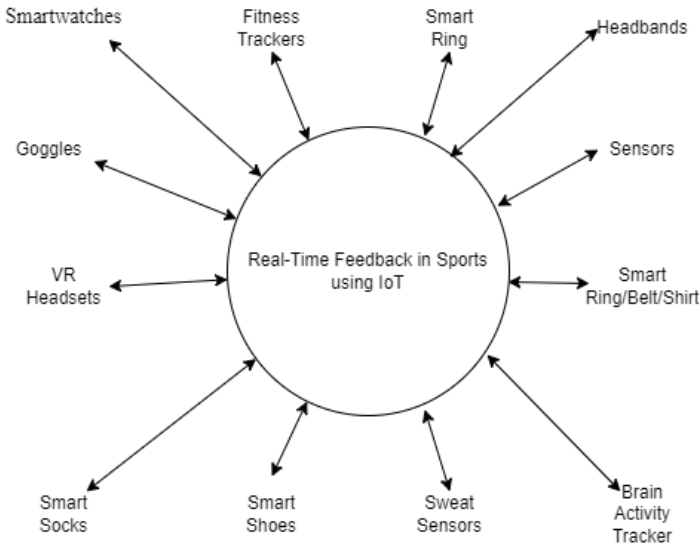 Smartwatches
Fitness
Trackers
Smart
Ring
Headbands
Goggles
Sensors
Real-Time Feedback in Sports
using IoT
VR
Headsets
Smart
Ring/Belt/Shirt
Smart
Socks
Smart
Shoes
Sweat
Sensors
Brain
Activity
Tracker